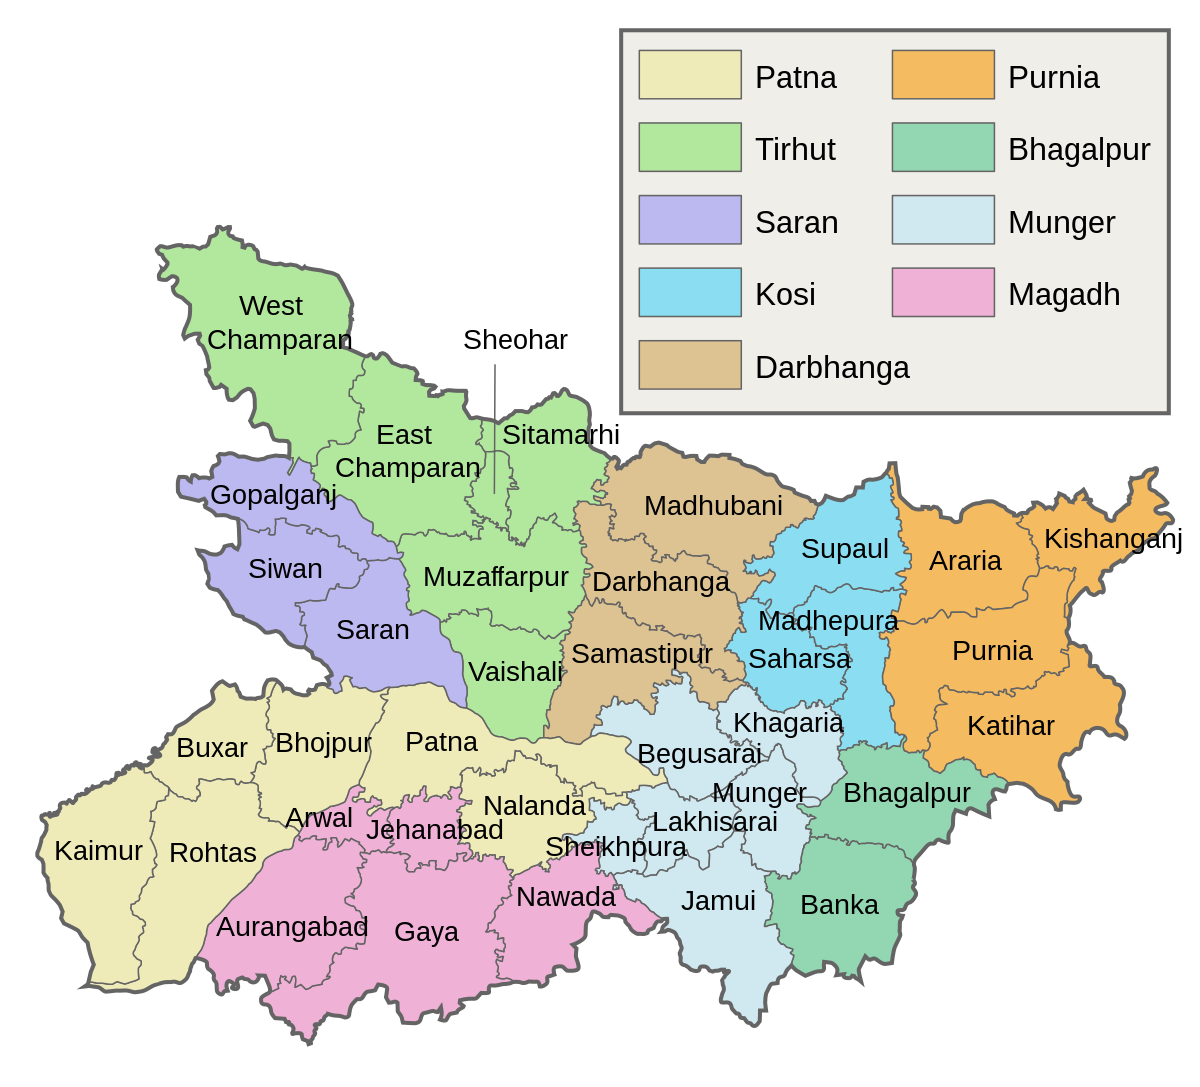 Patna
Purnia
Tirhut
Bhagalpur
Saran
Munger
Kosi
Magadh
Darbhanga
West
Champaran
Sheohar
East
Champaran
Sitamarhi
Gopalganj
Madhubani
Siwan
Muzaffarpur
Darbhanga
Supaul
Araria
Kishanganj
Saran
Vaishali
Samastipur
Madhepura
Saharsa
Purnia
Buxar
Bhojpur
Patna
Begusarai
Khagaria
Katihar
Kaimur
Rohtas
Arwal
Jehanabad
Nalanda
Sheikhpura
Lakhisarai
Munger
Bhagalpur
Aurangabad
Gaya
Nawada
Jamui
Banka